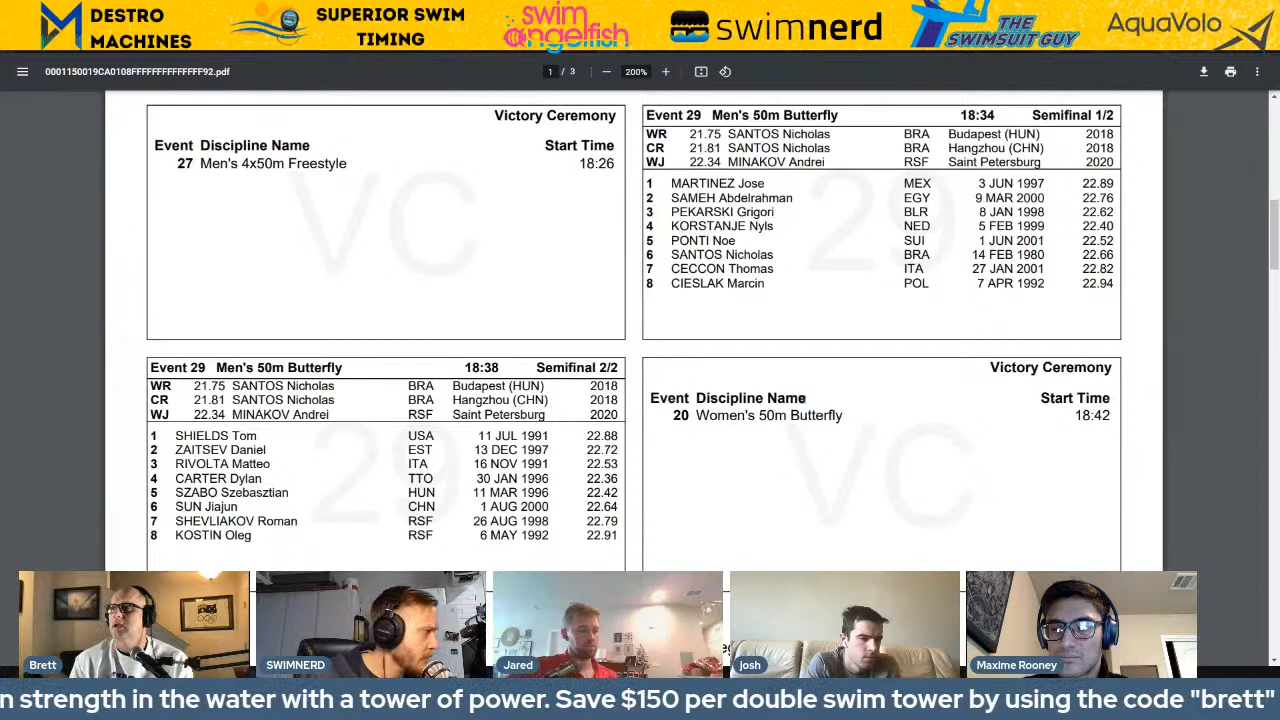 DESTRO
MACHINES
SUPERIOR SWIM
TIMING
swim
angelfish
swimnerd
THE
SWIMSUIT GUY
AquaVolo
0001150019CA0108FFFFFFFFFFFFFF92.pdf
1 / 3
200%
Victory Ceremony
Event Discipline Name Start Time
27 Men's 4x50m Freestyle 18:26
VC
Event 29 Men's 50m Butterfly 18:34 Semifinal 1/2
WR 21.75 SANTOS Nicholas BRA Budapest (HUN) 2018
CR 21.81 SANTOS Nicholas BRA Hangzhou (CHN) 2018
WJ 22.34 MINAKOV Andrei RSF Saint Petersburg 2020
1 MARTINEZ Jose MEX 3 JUN 1997 22.89
2 SAMEH Abdelrahman EGY 9 MAR 2000 22.76
3 PEKARSKI Grigori BLR 8 JAN 1998 22.62
4 KORSTANJE Nyls NED 5 FEB 1999 22.40
5 PONTI Noe SUI 1 JUN 2001 22.52
6 SANTOS Nicholas BRA 14 FEB 1980 22.66
7 CECCON Thomas ITA 27 JAN 2001 22.82
8 CIESLAK Marcin POL 7 APR 1992 22.94
29
Event 29 Men's 50m Butterfly 18:38 Semifinal 2/2
WR 21.75 SANTOS Nicholas BRA Budapest (HUN) 2018
CR 21.81 SANTOS Nicholas BRA Hangzhou (CHN) 2018
WJ 22.34 MINAKOV Andrei RSF Saint Petersburg 2020
1 SHIELDS Tom USA 11 JUL 1991 22.88
2 ZAITSEV Daniel EST 13 DEC 1997 22.72
3 RIVOLTA Matteo ITA 16 NOV 1991 22.53
4 CARTER Dylan TTO 30 JAN 1996 22.36
5 SZABO Szebasztian HUN 11 MAR 1996 22.42
6 SUN Jiajun CHN 1 AUG 2000 22.64
7 SHEVLIAKOV Roman RSF 26 AUG 1998 22.79
8 KOSTIN Oleg RSF 6 MAY 1992 22.91
29
Victory Ceremony
Event Discipline Name Start Time
20 Women's 50m Butterfly 18:42
VC
Brett
SWIMNERD
Jared
josh
Maxime Rooney
n strength in the water with a tower of power. Save $150 per double swim tower by using the code "brett"